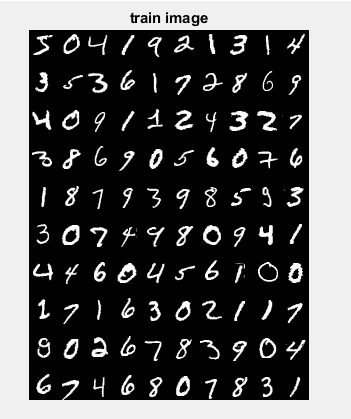 train image
5 0 4 1 9 2 1 3 1 4
3 5 3 6 1 7 2 8 6 9
4 0 9 1 1 2 4 3 2 7
3 8 6 9 0 5 6 0 7 6
1 8 7 9 3 9 8 5 9 3
3 0 7 4 9 8 0 9 4 1
4 4 6 0 4 5 6 1 0 0
1 7 1 6 3 0 2 1 1 7
9 0 2 6 7 8 3 9 0 4
6 7 4 6 8 0 7 8 3 1